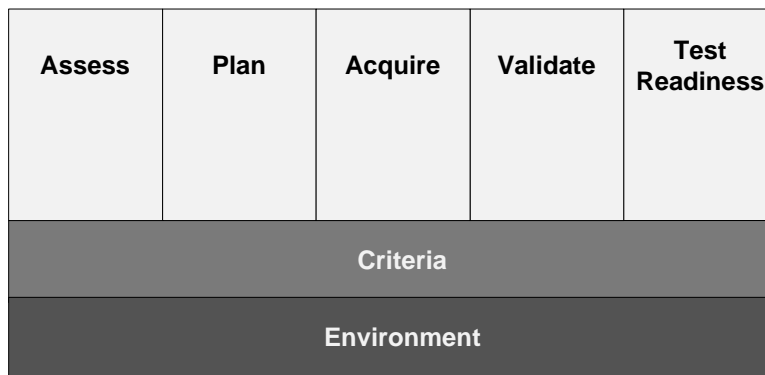 Assess
Plan
Acquire
Validate
Test
Readiness
Criteria
Environment